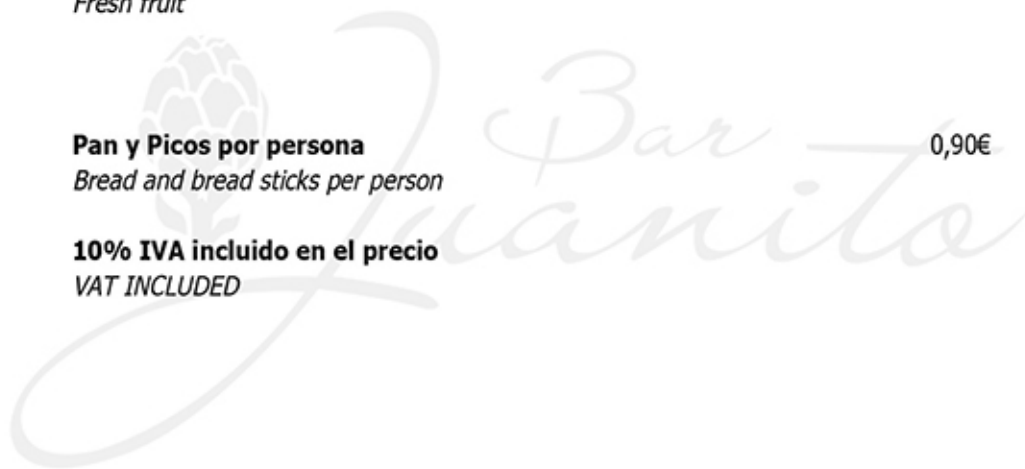 Fresh fruit
Bar
Juanito
Pan y Picos por persona 0,90€
Bread and bread sticks per person
10% IVA incluido en el precio
VAT INCLUDED